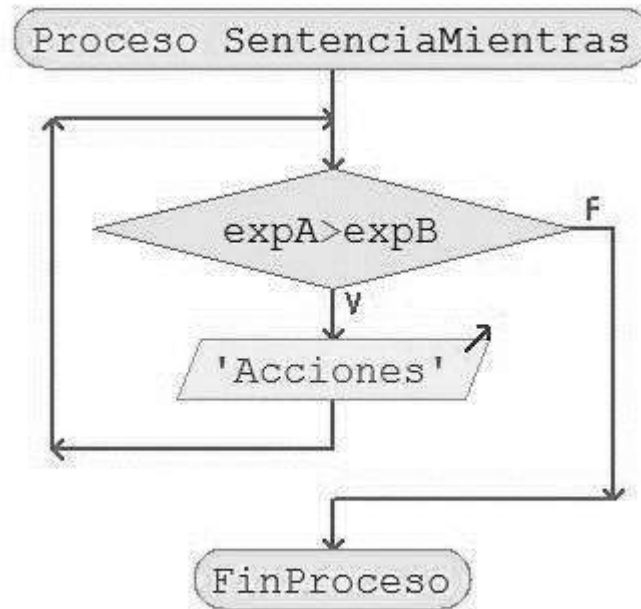 Proceso SentenciaMientras
expA>expB
F
V
'Acciones'
FinProceso